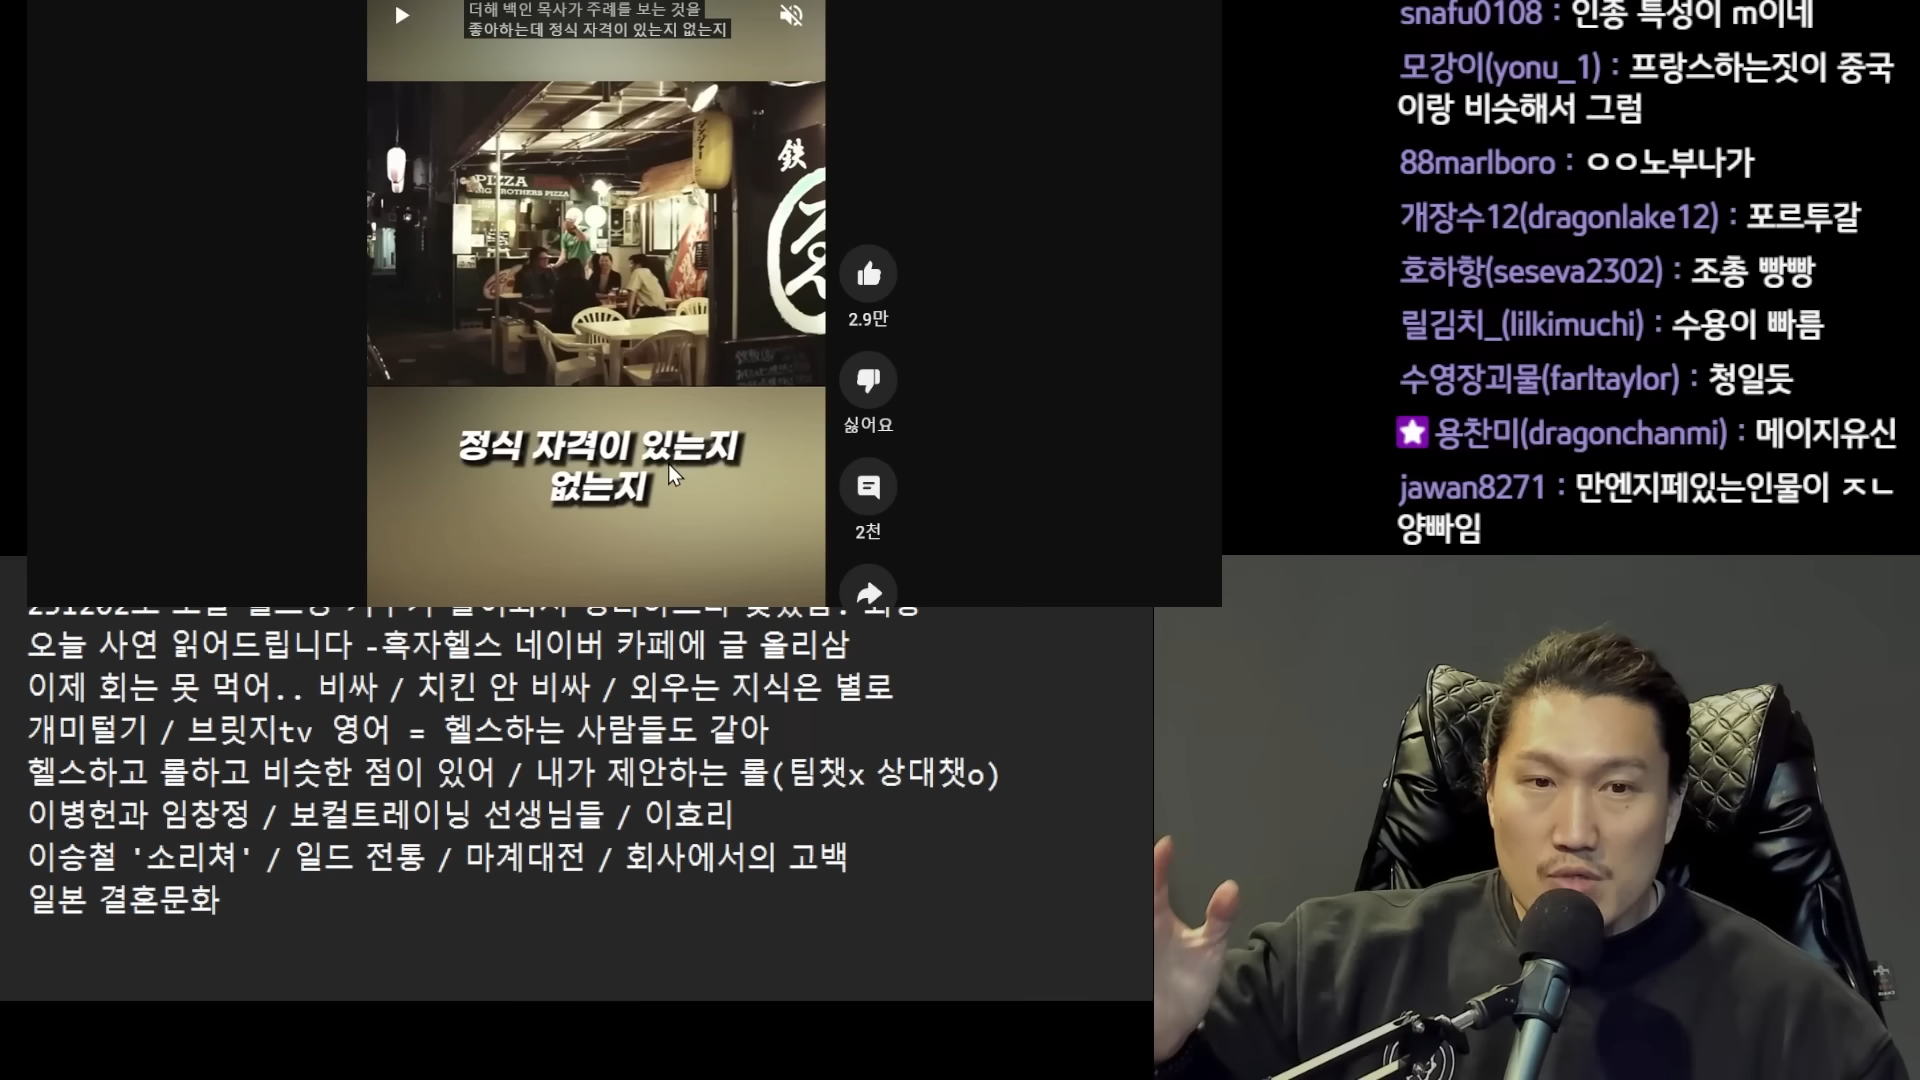 더해 백인 목사가 주례를 보는 것을
좋아하는데 정식 자격이 있는지 없는지
PIZZA
BROTHERS PIZZA
鉄
정식 자격이 있는지
없는지
2.9만
싫어요
2천
snafu0108 : 인종 특성이 m이네
모강이(yonu_1) : 프랑스하는짓이 중국
이랑 비슷해서 그럼
88marlboro : ㅇㅇ노부나가
개장수12(dragonlake12) : 포르투갈
호하항(seseva2302) : 조총 빵빵
릴김치_(lilkimuchi) : 수용이 빠름
수영장괴물(farltaylor) : 청일듯
용찬미(dragonchanmi) : 메이지유신
jawan8271 : 만엔지폐있는인물이 ㅈㄴ
양빠임
오늘 사연 읽어드립니다 -흑자헬스 네이버 카페에 글 올리삼
이제 회는 못 먹어.. 비싸 / 치킨 안 비싸 / 외우는 지식은 별로
개미털기 / 브릿지tv 영어 = 헬스하는 사람들도 같아
헬스하고 롤하고 비슷한 점이 있어 / 내가 제안하는 롤(팀챗x 상대챗o)
이병헌과 임창정 / 보컬트레이닝 선생님들 / 이효리
이승철 '소리쳐' / 일드 전통 / 마계대전 / 회사에서의 고백
일본 결혼문화